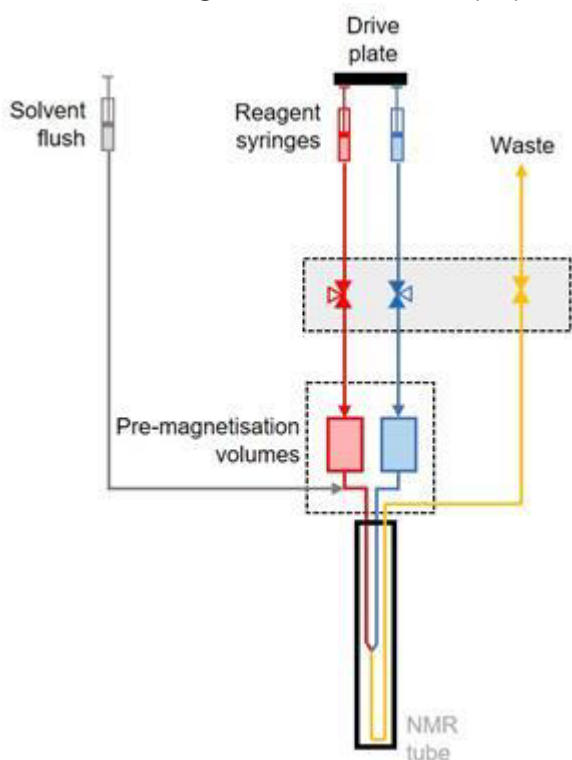 Drive
plate
Solvent
flush
Reagent
syringes
Waste
Pre-magnetisation
volumes
NMR
tube